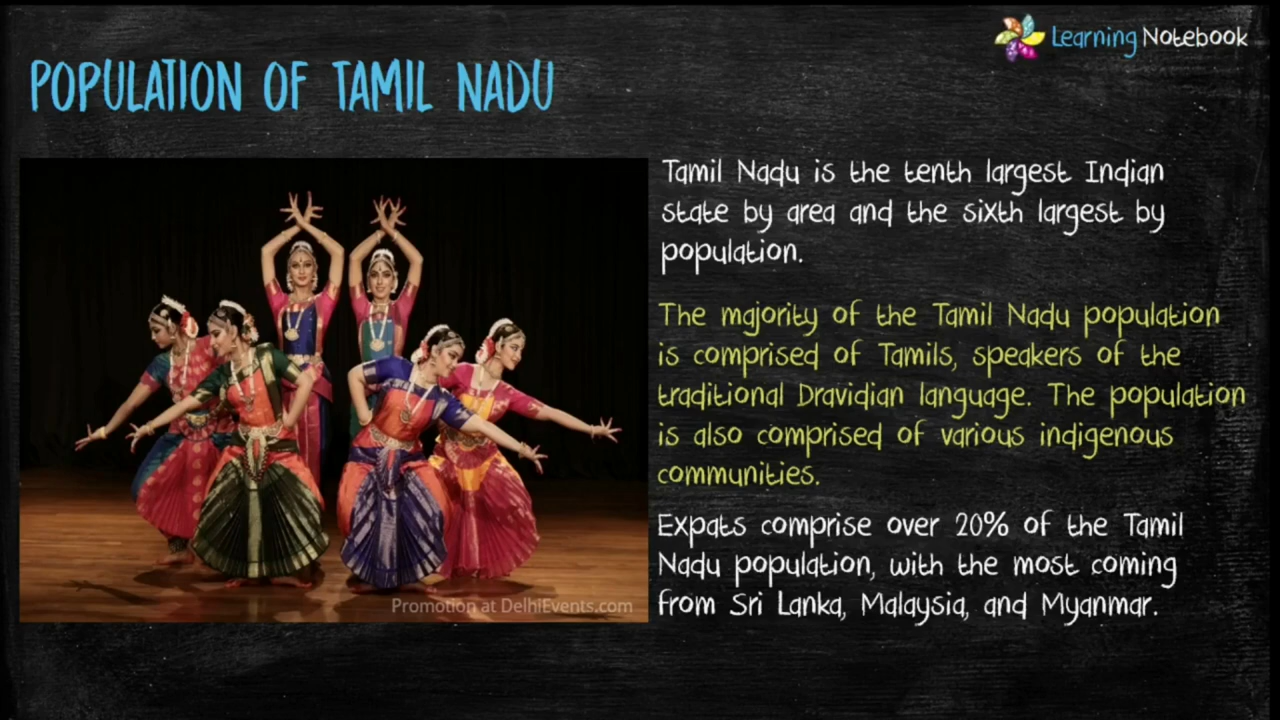 Learning Notebook
POPULATION OF TAMIL NADU
Tamil Nadu is the tenth largest Indian
state by area and the sixth largest by
population.
The majority of the Tamil Nadu population
is comprised of Tamils, speakers of the
traditional Dravidian language. The population
is also comprised of various indigenous
communities.
Expats comprise over 20% of the Tamil
Nadu population, with the most coming
from Sri Lanka, Malaysia, and Myanmar.
Promotion at DelhiEvents.com